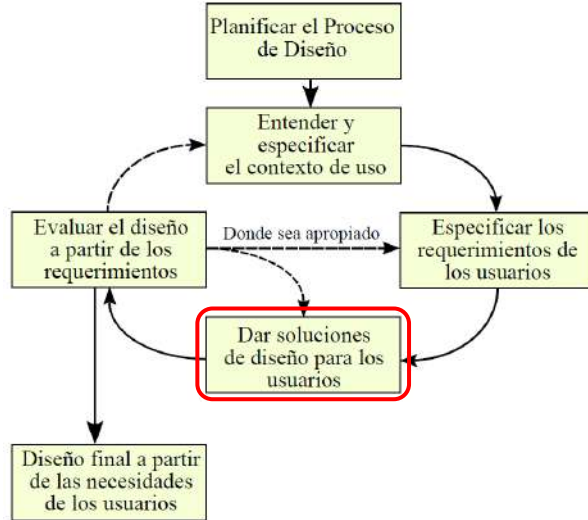 Planificar el Proceso
de Diseño
Entender y
especificar
el contexto de uso
Evaluar el diseño
a partir de los
requerimientos
Donde sea apropiado
Especificar los
requerimientos de
los usuarios
Dar soluciones
de diseño para los
usuarios
Diseño final a partir
de las necesidades
de los usuarios